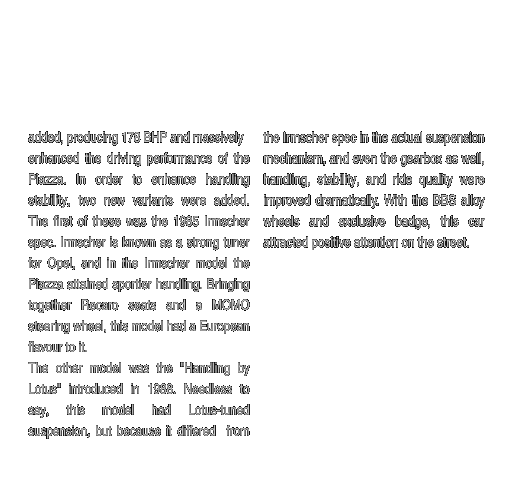 added, producing 178 BHP and massively
enhanced the driving performance of the
Piazza. In order to enhance handling
stability, two new variants were added.
The first of these was the 1985 Irmscher
spec. Irmscher is known as a strong tuner
for Opel, and in the Irmscher model the
Piazza attained sportier handling. Bringing
together Recaro seats and a MOMO
steering wheel, this model had a European
flavour to it.
The other model was the "Handling by
Lotus" introduced in 1988. Needless to
say, this model had Lotus-tuned
suspension, but because it differed from
the Irmscher spec in the actual suspension
mechanism, and even the gearbox as well,
handling, stability, and ride quality were
improved dramatically. With the BBS alloy
wheels and exclusive badge, this car
attracted positive attention on the street.